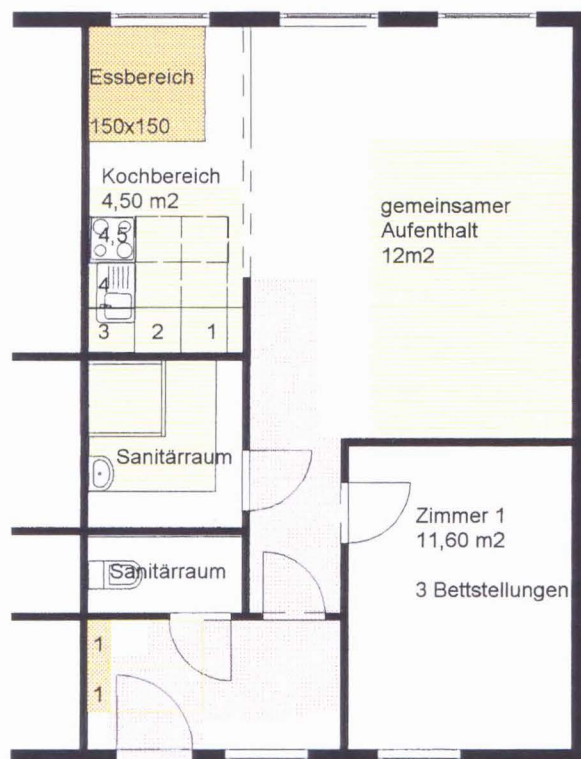 Essbereich
150x150
Kochbereich
4,50 m2
4,5
4
3 2 1
gemeinsamer
Aufenthalt
12m2
Sanitärraum
Zimmer 1
11,60 m2
3 Bettstellungen
Sanitärraum
1
1